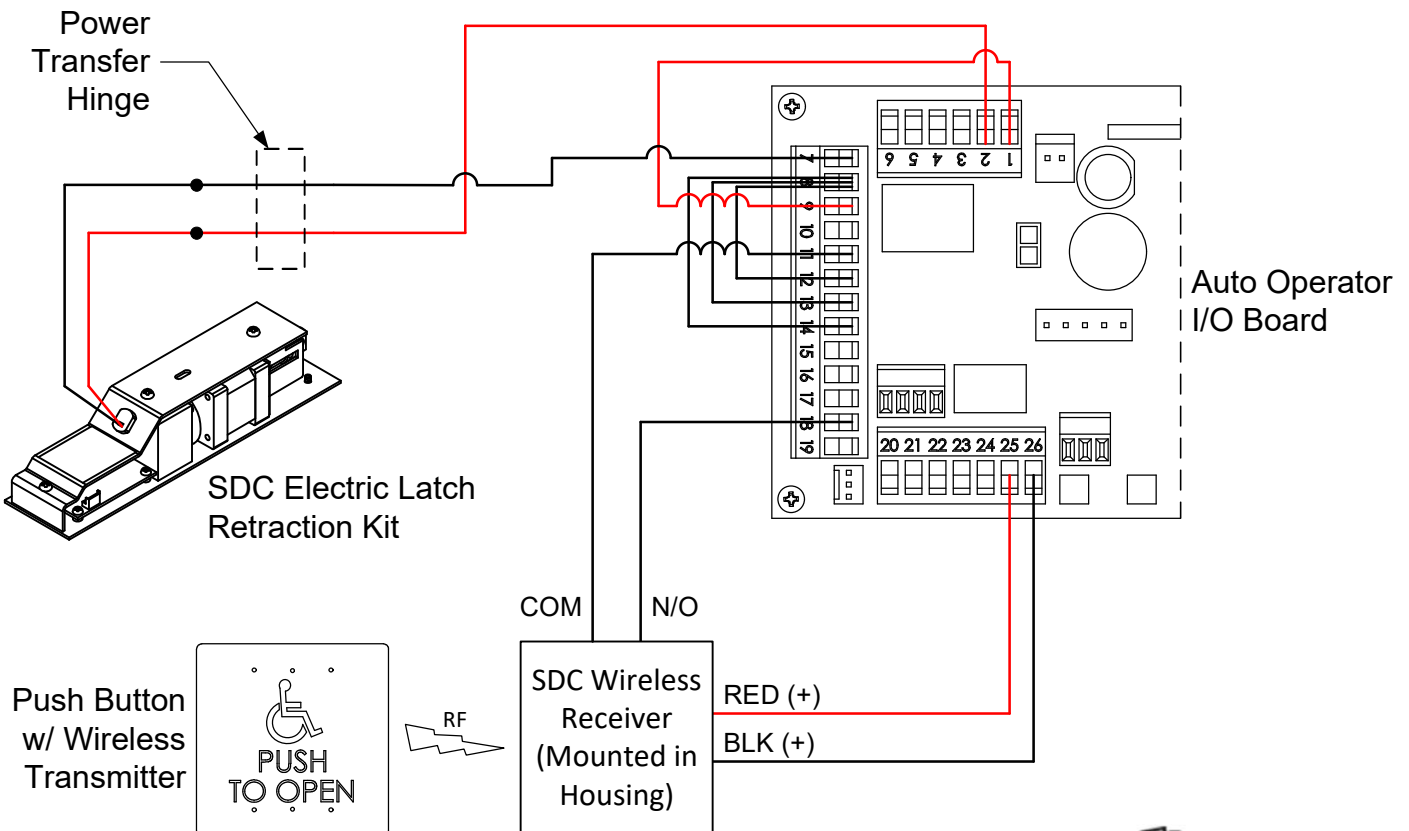 Power
Transfer
Hinge
6 5 4 3 2 1
7
8
9
10
11
12
13
14
15
16
17
18
19
20 21 22 23 24 25 26
Auto Operator
I/O Board
SDC Electric Latch
Retraction Kit
COM
N/O
Push Button
w/ Wireless
Transmitter
PUSH
TO OPEN
RF
SDC Wireless
Receiver
(Mounted in
Housing)
RED (+)
BLK (+)